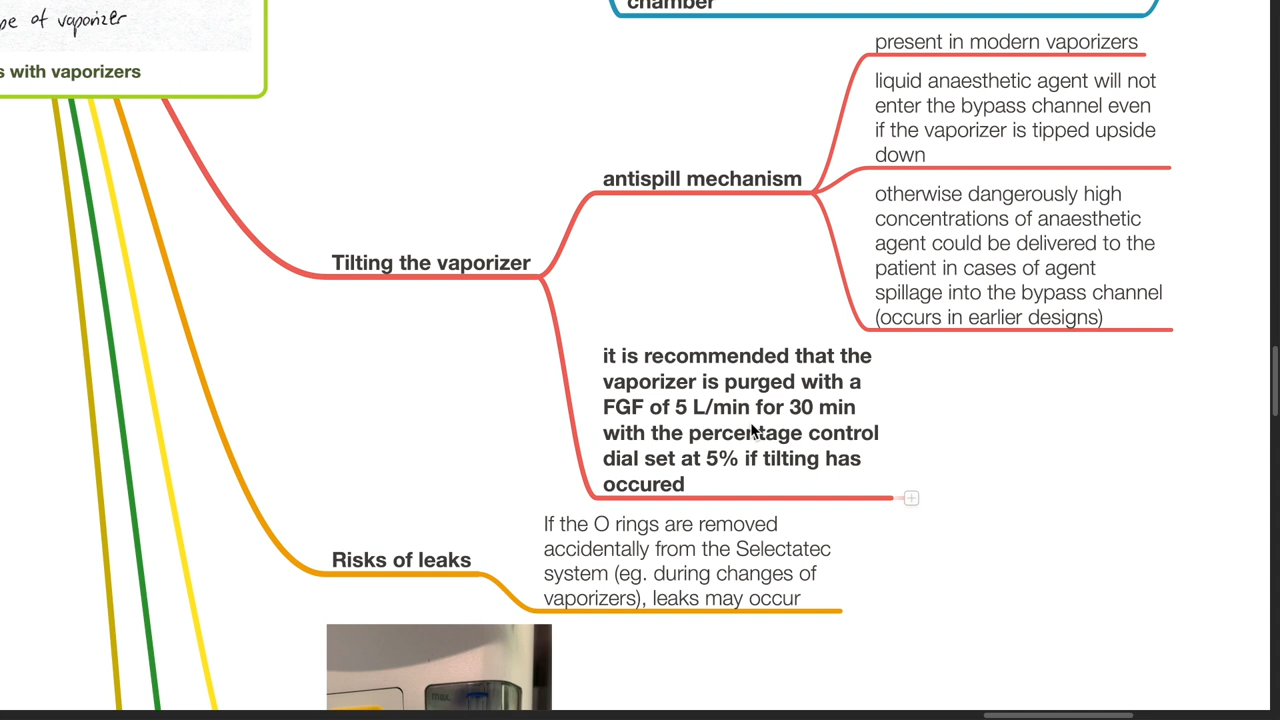 chamber
be of vaporizer
s with vaporizers
present in modern vaporizers
liquid anaesthetic agent will not
enter the bypass channel even
if the vaporizer is tipped upside
down
antispill mechanism
otherwise dangerously high
concentrations of anaesthetic
agent could be delivered to the
patient in cases of agent
spillage into the bypass channel
(occurs in earlier designs)
Tilting the vaporizer
it is recommended that the
vaporizer is purged with a
FGF of 5 L/min for 30 min
with the percentage control
dial set at 5% if tilting has
occured
If the O rings are removed
accidentally from the Selectatec
system (eg. during changes of
vaporizers), leaks may occur
Risks of leaks
max.